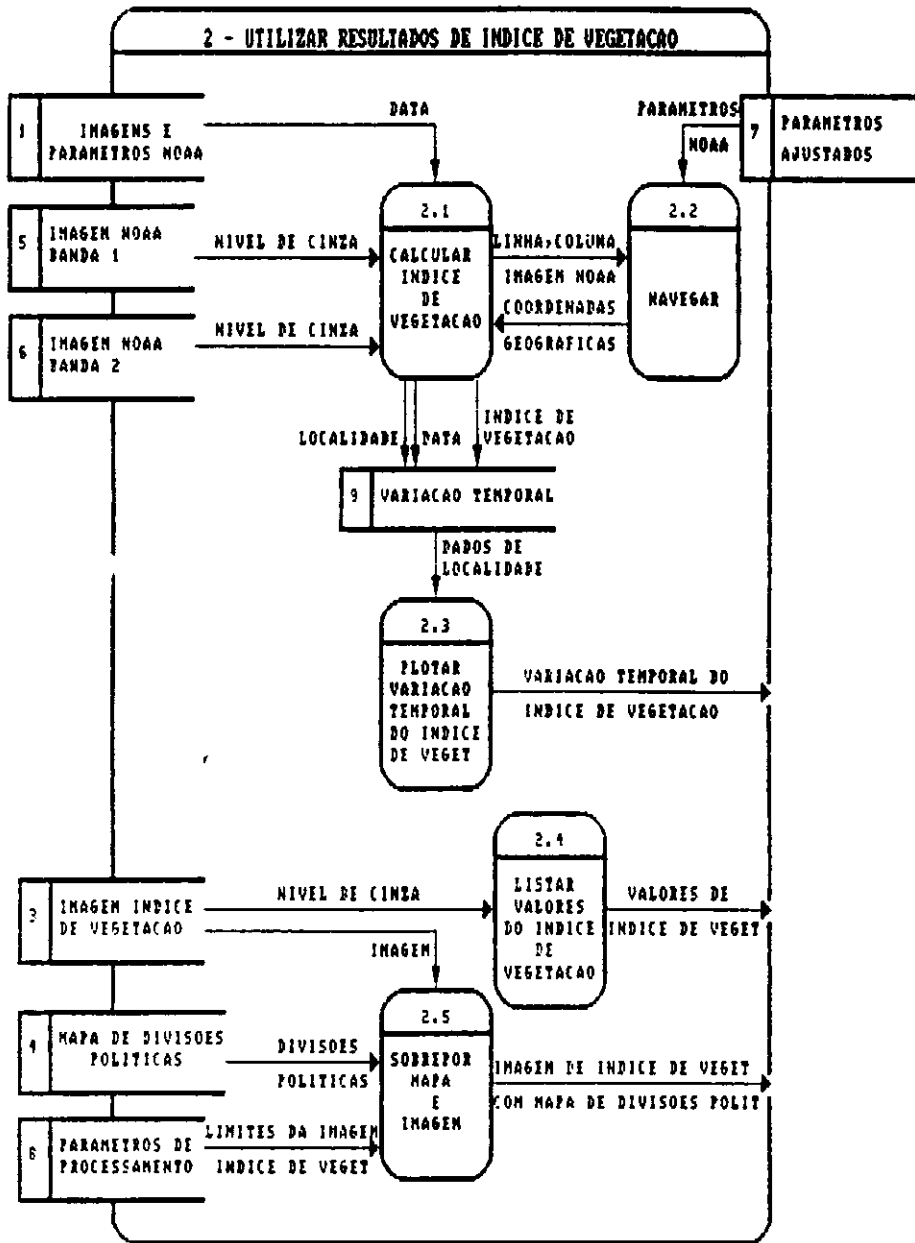 2 - UTILIZAR RESULTADOS DE INDICE DE VEGETACAO
1
IMAGENS E
PARAMETROS NOAA
DATA
PARAMETROS
NOAA
7
PARAMETROS
AJUSTADOS
5
IMAGEM NOAA
BANDA 1
NIVEL DE CINZA
6
IMAGEM NOAA
BANDA 2
NIVEL DE CINZA
2.1
CALCULAR
INDICE
DE
VEGETACAO
LINHA,COLUNA
IMAGEM NOAA
COORDENADAS
GEOGRAFICAS
2.2
NAVEGAR
LOCALIDADE
DATA
INDICE DE
VEGETACAO
9
VARIACAO TEMPORAL
DADOS DE
LOCALIDADE
2.3
PLOTAR
VARIACAO
TEMPORAL
DO INDICE
DE VEGET
VARIACAO TEMPORAL DO
INDICE DE VEGETACAO
3
IMAGEM INDICE
DE VEGETACAO
NIVEL DE CINZA
IMAGEM
2.4
LISTAR
VALORES
DO INDICE
DE
VEGETACAO
VALORES DE
INDICE DE VEGET
4
MAPA DE DIVISOES
POLITICAS
DIVISOES
POLITICAS
2.5
SOBREPOR
MAPA
E
IMAGEM
IMAGEM DE INDICE DE VEGET
COM MAPA DE DIVISOES POLIT
8
PARAMETROS DE
PROCESSAMENTO
LIMITES DA IMAGEM
INDICE DE VEGET